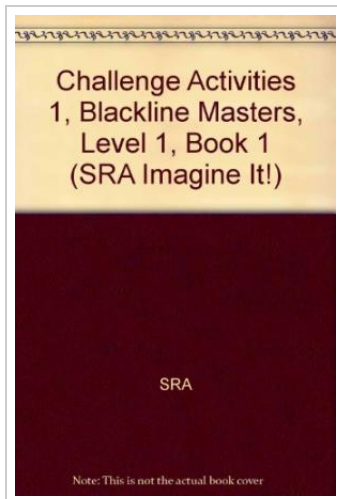 Challenge Activities
1, Blackline Masters,
Level 1, Book 1
(SRA Imagine It!)
SRA
Note: This is not the actual book cover